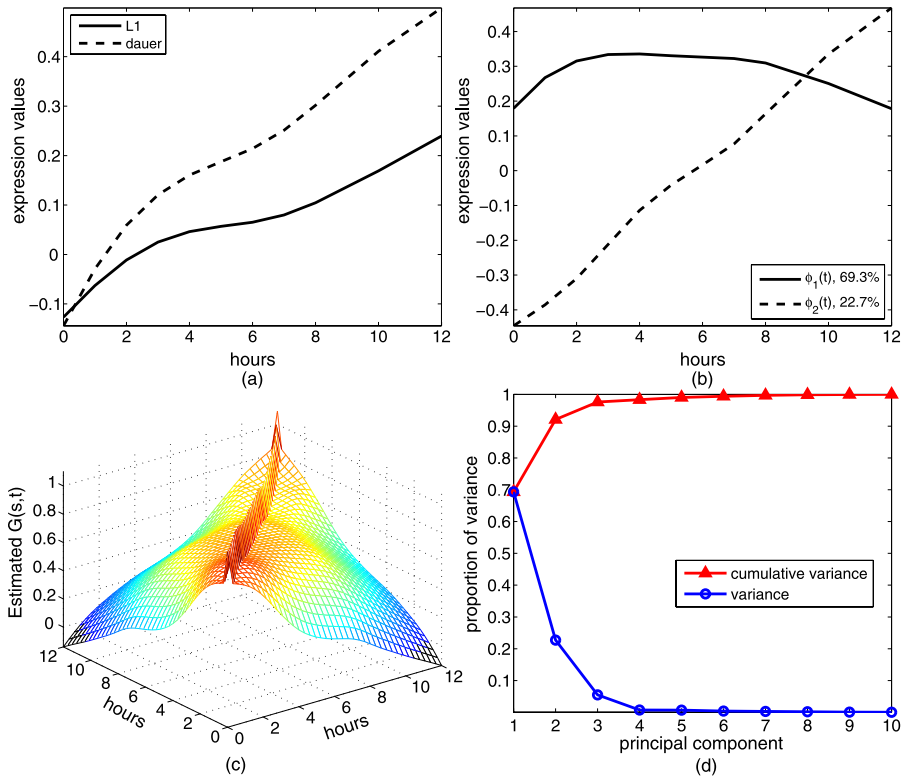 L1
dauer
expression values
0.4
0.3
0.2
0.1
0
−0.1
0 2 4 6 8 10 12
hours
(a)
expression values
0.4
0.3
0.2
0.1
0
−0.1
−0.2
−0.3
−0.4
ϕ1(t), 69.3%
ϕ2(t), 22.7%
0 2 4 6 8 10 12
hours
(b)
Estimated G(s,t)
1
0.8
0.6
0.4
0.2
0
12 10 8 6 4 2 0
hours
0 2 4 6 8 10 12
hours
(c)
proportion of variance
1
0.9
0.8
0.7
0.6
0.5
0.4
0.3
0.2
0.1
cumulative variance
variance
1 2 3 4 5 6 7 8 9 10
principal component
(d)